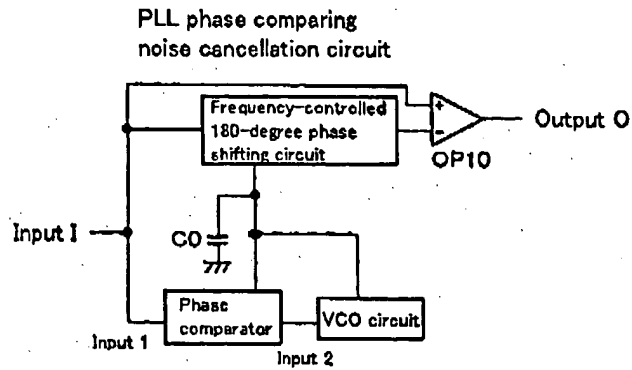 PLL phase comparing
noise cancellation circuit
Frequency-controlled
180-degree phase
shifting circuit
+
-
OP10
Output O
Input I
C0
Phase
comparator
VCO circuit
Input 1
Input 2